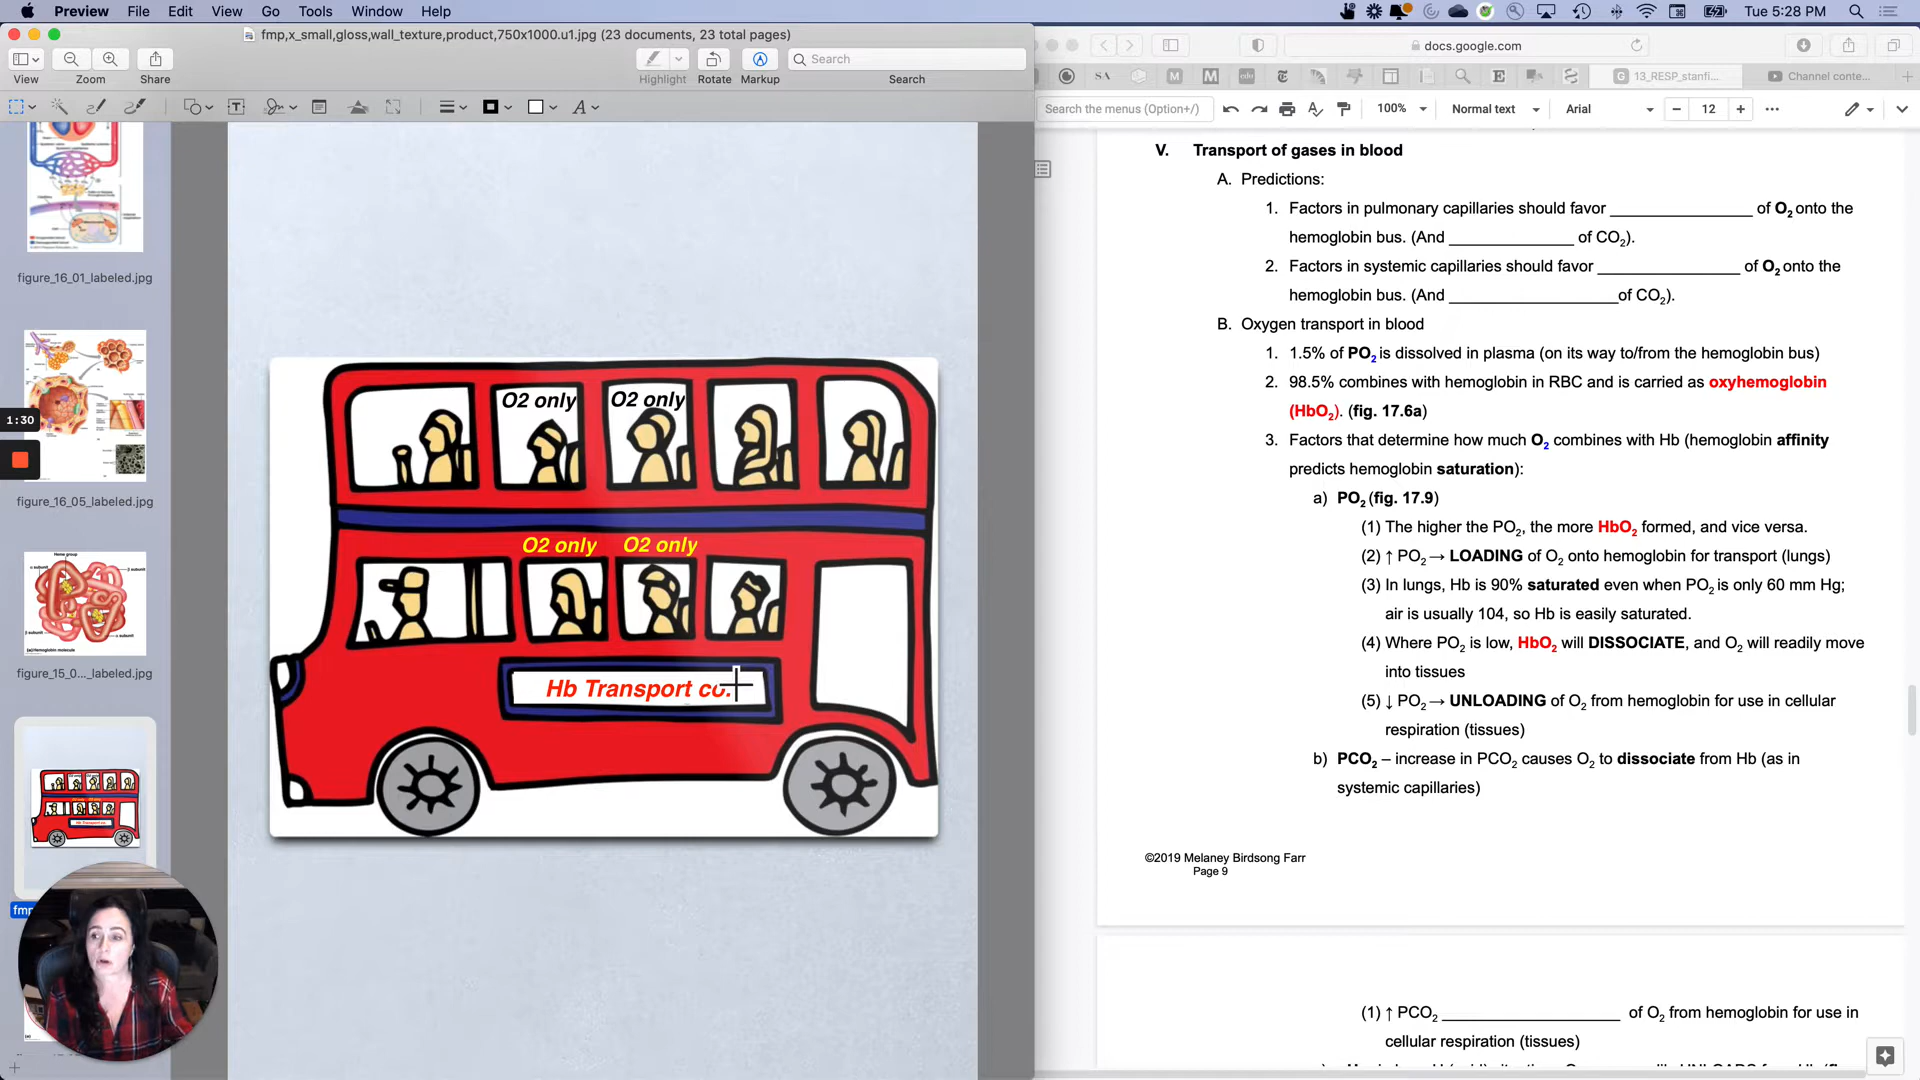 Preview File Edit View Go Tools Window Help
Tue 5:28 PM
fmp,x_small,gloss,wall_texture,product,750x1000.u1.jpg (23 documents, 23 total pages)
View
Zoom
Share
Highlight
Rotate
Markup
Search
Search
figure_16_01_labeled.jpg
figure_16_05_labeled.jpg
1:30
Heme group
figure_15_0..._labeled.jpg
fmp
O2 only O2 only
O2 only O2 only
Hb Transport co.
docs.google.com
13_RESP_stanfi...
Channel conte...
Search the menus (Option+/)
100% Normal text Arial 12
V. Transport of gases in blood
A. Predictions:
1. Factors in pulmonary capillaries should favor ________________ of O₂ onto the
hemoglobin bus. (And ______________ of CO₂).
2. Factors in systemic capillaries should favor ________________ of O₂ onto the
hemoglobin bus. (And ___________________of CO₂).
B. Oxygen transport in blood
1. 1.5% of PO₂ is dissolved in plasma (on its way to/from the hemoglobin bus)
2. 98.5% combines with hemoglobin in RBC and is carried as oxyhemoglobin
(HbO₂). (fig. 17.6a)
3. Factors that determine how much O₂ combines with Hb (hemoglobin affinity
predicts hemoglobin saturation):
a) PO₂ (fig. 17.9)
(1) The higher the PO₂, the more HbO₂ formed, and vice versa.
(2) ↑ PO₂→ LOADING of O₂ onto hemoglobin for transport (lungs)
(3) In lungs, Hb is 90% saturated even when PO₂ is only 60 mm Hg;
air is usually 104, so Hb is easily saturated.
(4) Where PO₂ is low, HbO₂ will DISSOCIATE, and O₂ will readily move
into tissues
(5) ↓ PO₂→ UNLOADING of O₂ from hemoglobin for use in cellular
respiration (tissues)
b) PCO₂ – increase in PCO₂ causes O₂ to dissociate from Hb (as in
systemic capillaries)
©2019 Melaney Birdsong Farr
Page 9
(1) ↑ PCO₂ ____________________ of O₂ from hemoglobin for use in
cellular respiration (tissues)